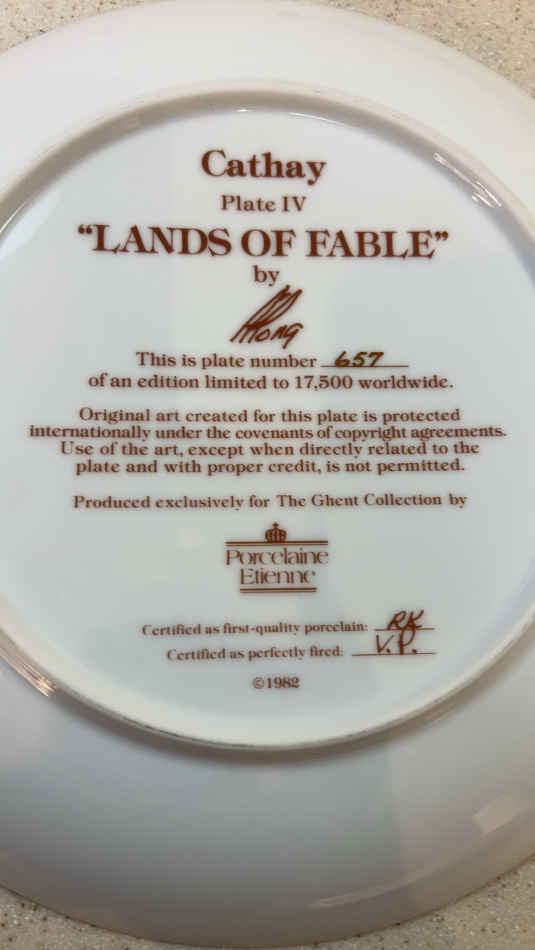 Cathay
Plate IV
“LANDS OF FABLE”
by
This is plate number 657
of an edition limited to 17,500 worldwide.
Original art created for this plate is protected
internationally under the covenants of copyright agreements.
Use of the art, except when directly related to the
plate and with proper credit, is not permitted.
Produced exclusively for The Ghent Collection by
Porcelaine
Etienne
Certified as first-quality porcelain: RK
Certified as perfectly fired: V.P.
©1982